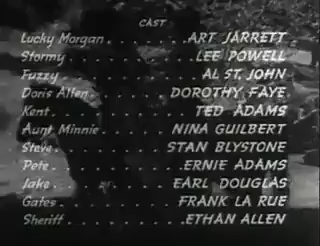 CAST
Lucky Morgan . . . . . . . ART JARRETT
Stormy . . . . . . . . . . LEE POWELL
Fuzzy . . . . . . . . . . AL ST. JOHN
Doris Allen . . . . . . DOROTHY FAYE
Kent . . . . . . . . . . . TED ADAMS
Aunt Minnie . . . . . . NINA GUILBERT
Steve . . . . . . . . STAN BLYSTONE
Pete . . . . . . . . . . ERNIE ADAMS
Jake . . . . . . . . . EARL DOUGLAS
Gates . . . . . . . . FRANK LA RUE
Sheriff . . . . . . . . ETHAN ALLEN